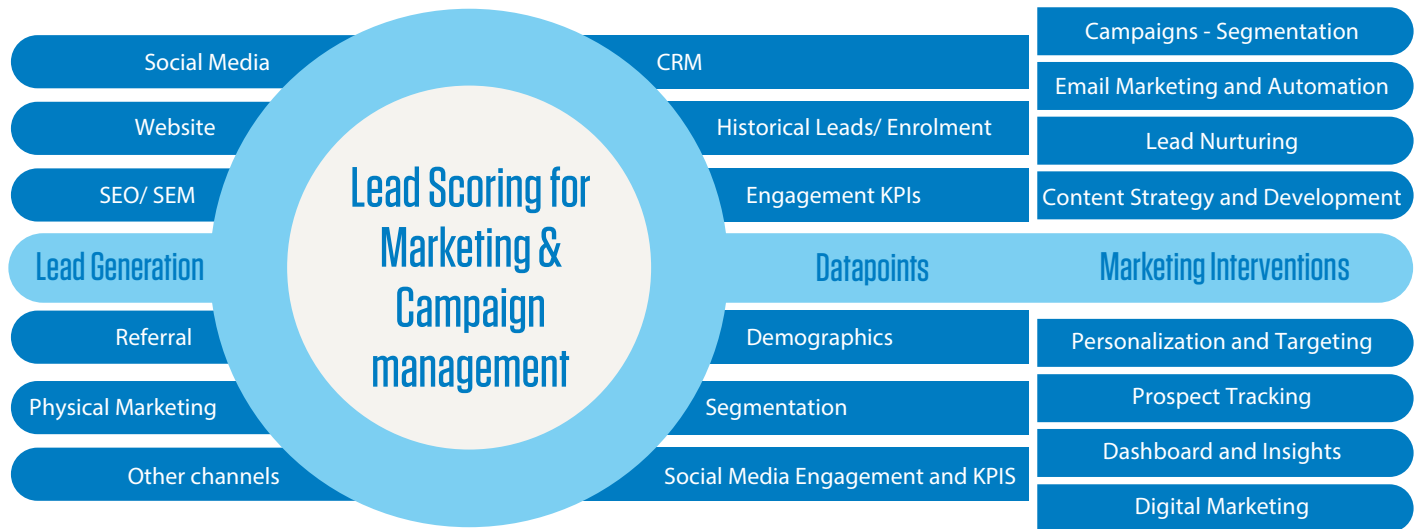 Social Media
Website
SEO/ SEM
Lead Generation
Referral
Physical Marketing
Other channels
Lead Scoring for
Marketing &
Campaign
management
CRM
Historical Leads/ Enrolment
Engagement KPIs
Datapoints
Demographics
Segmentation
Social Media Engagement and KPIS
Campaigns - Segmentation
Email Marketing and Automation
Lead Nurturing
Content Strategy and Development
Marketing Interventions
Personalization and Targeting
Prospect Tracking
Dashboard and Insights
Digital Marketing